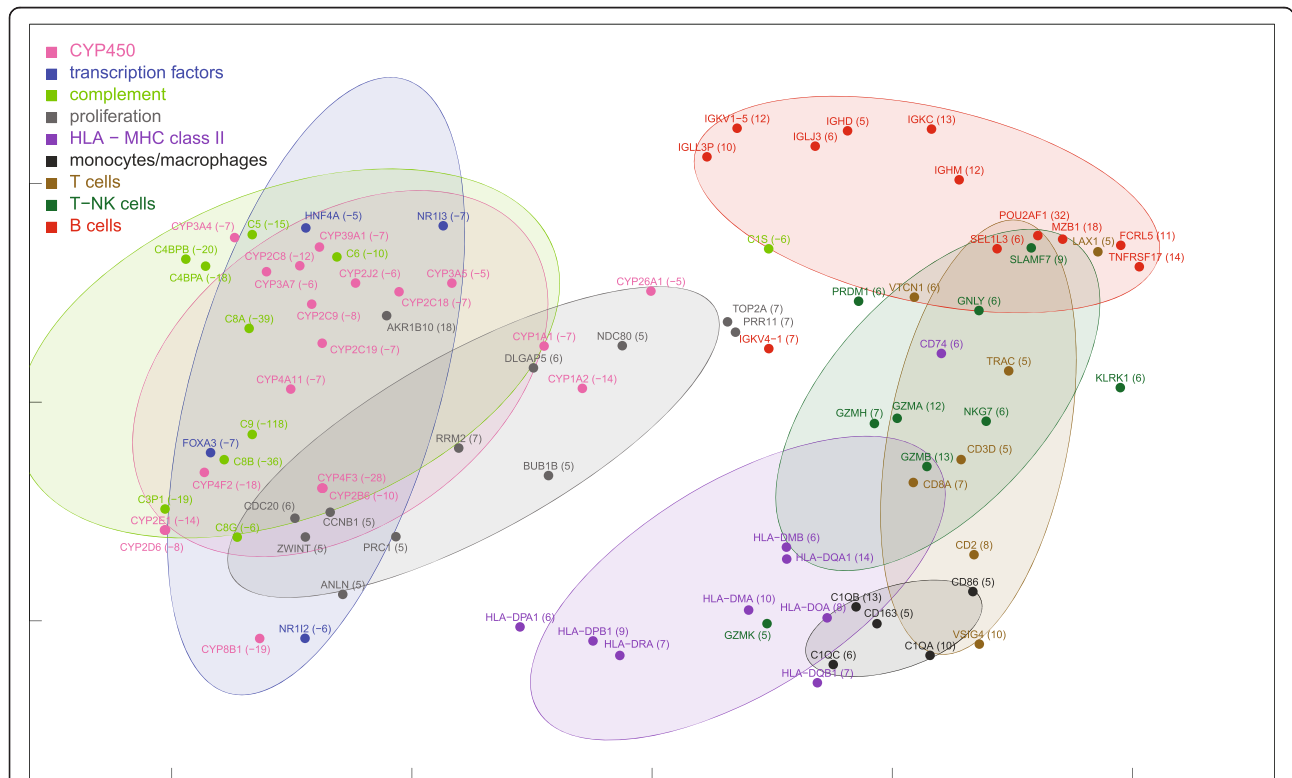 CYP450
transcription factors
complement
proliferation
HLA − MHC class II
monocytes/macrophages
T cells
T−NK cells
B cells
IGKV1−5 (12)
IGHD (5)
IGKC (13)
IGLJ3 (6)
IGLL3P (10)
IGHM (12)
POU2AF1 (32)
MZB1 (18)
FCRL5 (11)
SEL1L3 (6)
LAX1 (5)
SLAMF7 (9)
TNFRSF17 (14)
C1S (−6)
HNF4A (−5)
NR1I3 (−7)
CYP3A4 (−7)
C5 (−15)
CYP39A1 (−7)
C4BPB (−20)
CYP2C8 (−12)
C6 (−10)
C4BPA (−18)
CYP3A7 (−6)
CYP2J2 (−6)
CYP3A5 (−5)
CYP2C18 (−7)
CYP26A1 (−5)
PRDM1 (6)
VTCN1 (6)
GNLY (6)
CYP2C9 (−8)
C8A (−39)
AKR1B10 (18)
TOP2A (7)
PRR11 (7)
IGKV4−1 (7)
CYP1A1 (−7)
NDC80 (5)
CYP2C19 (−7)
DLGAP5 (6)
CD74 (6)
TRAC (5)
CYP4A11 (−7)
CYP1A2 (−14)
KLRK1 (6)
GZMH (7)
GZMA (12)
NKG7 (6)
C9 (−118)
FOXA3 (−7)
RRM2 (7)
C8B (−36)
BUB1B (5)
CD3D (5)
GZMB (13)
CYP4F2 (−18)
CYP4F3 (−28)
CD8A (7)
C3P1 (−19)
CYP2B6 (−10)
CDC20 (6)
CYP2E1 (−14)
CCNB1 (5)
C8G (−6)
CYP2D6 (−8)
ZWINT (5)
PRC1 (5)
HLA−DMB (6)
HLA−DQA1 (14)
CD2 (8)
ANLN (5)
CD86 (5)
HLA−DMA (10)
C1QB (13)
HLA−DOA (8)
CD163 (5)
HLA−DPA1 (6)
NR1I2 (−6)
CYP8B1 (−19)
HLA−DPB1 (9)
HLA−DRA (7)
GZMK (5)
VSIG4 (10)
C1QC (6)
C1QA (10)
HLA−DQB1 (7)